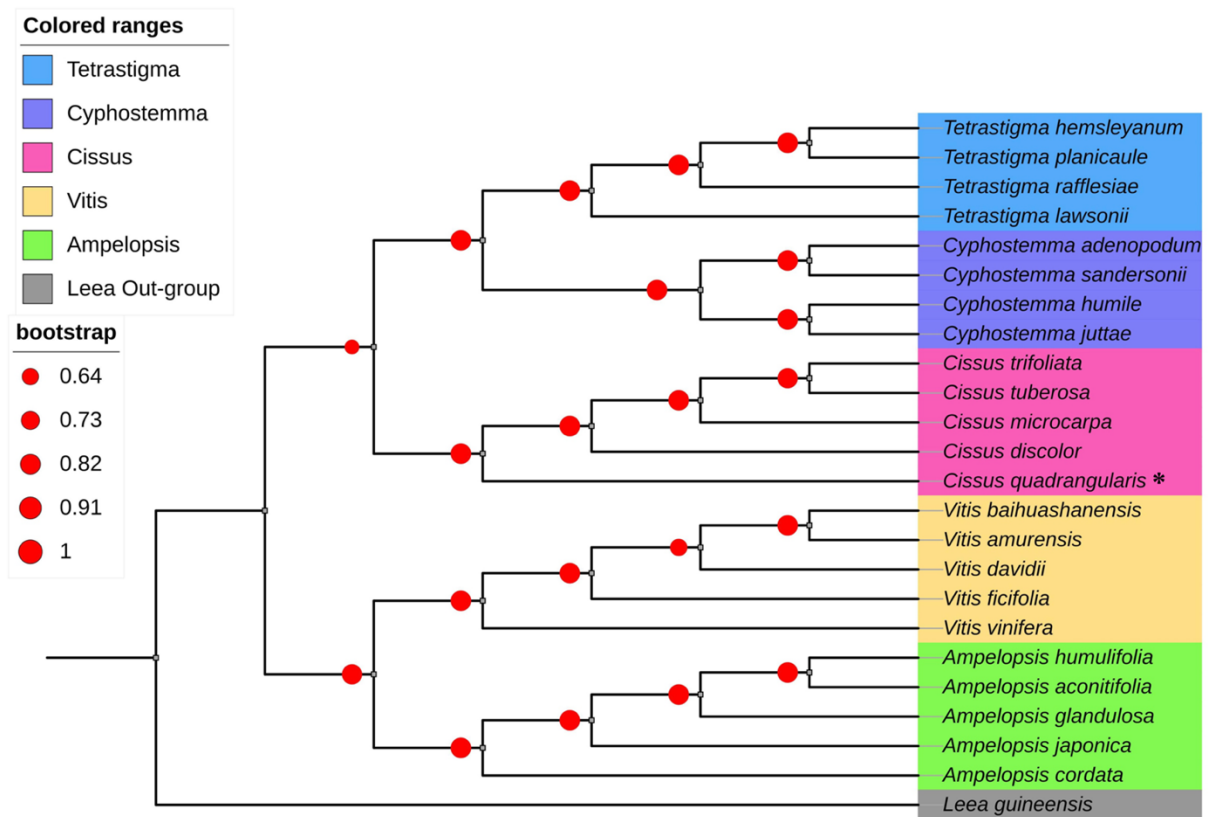 Colored ranges
Tetrastigma
Cyphostemma
Cissus
Vitis
Ampelopsis
Leea Out-group
bootstrap
0.64
0.73
0.82
0.91
1
Tetrastigma hemsleyanum
Tetrastigma planicaule
Tetrastigma rafflesiae
Tetrastigma lawsonii
Cyphostemma adenopodum
Cyphostemma sandersonii
Cyphostemma humile
Cyphostemma juttae
Cissus trifoliata
Cissus tuberosa
Cissus microcarpa
Cissus discolor
Cissus quadrangularis *
Vitis baihuashanensis
Vitis amurensis
Vitis davidii
Vitis ficifolia
Vitis vinifera
Ampelopsis humulifolia
Ampelopsis aconitifolia
Ampelopsis glandulosa
Ampelopsis japonica
Ampelopsis cordata
Leea guineensis